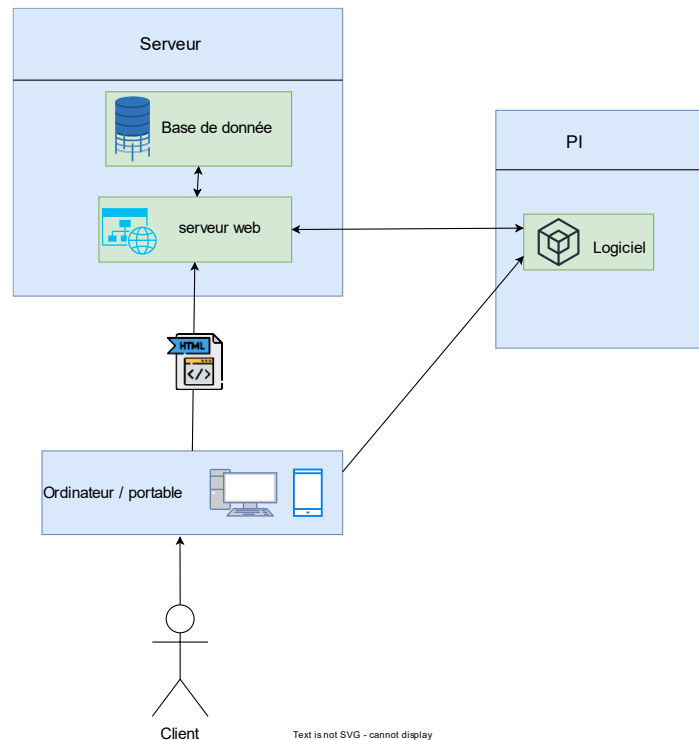 Serveur
Base de donnée
serveur web
PI
Logiciel
HTML
</>
Ordinateur / portable
Client
Text is not SVG - cannot display